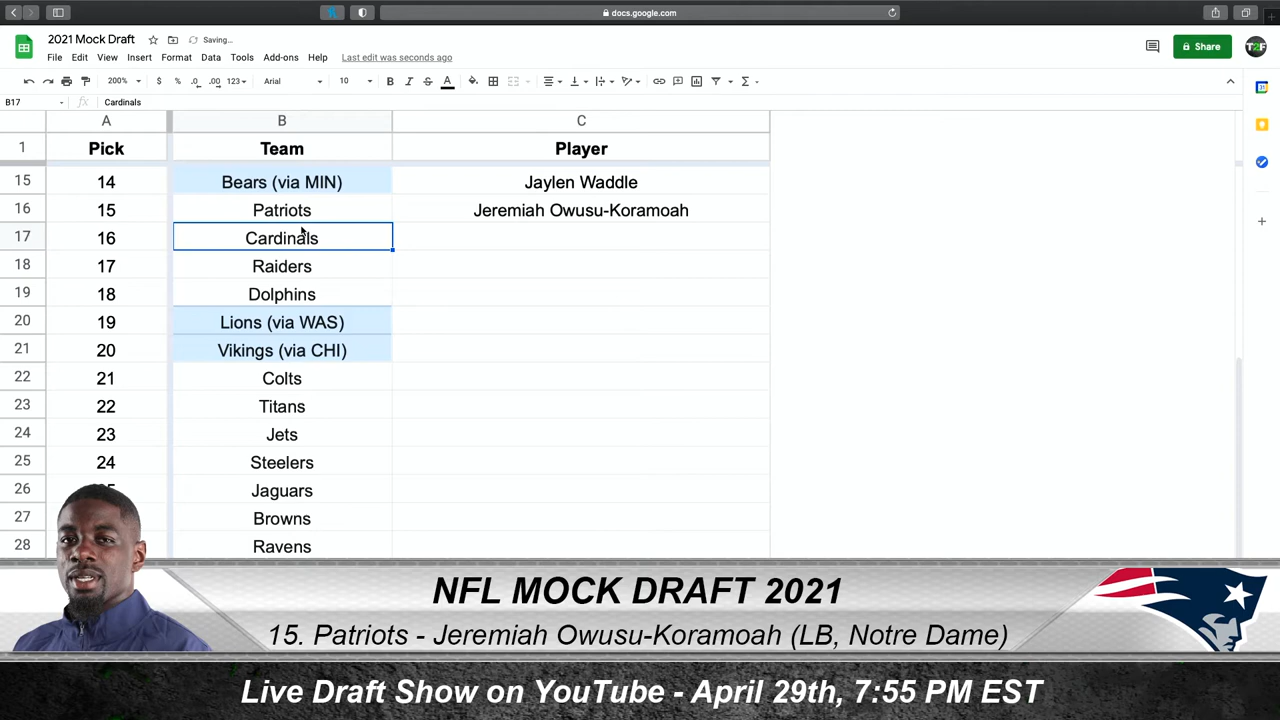 docs.google.com
2021 Mock Draft
Saving...
File Edit View Insert Format Data Tools Add-ons Help Last edit was seconds ago
Share
T2F
200% $ % .0 .00 123 Arial 10 B I S A Σ
B17 fx Cardinals
A B C
1 Pick Team Player
15 14 Bears (via MIN) Jaylen Waddle
16 15 Patriots Jeremiah Owusu-Koramoah
17 16 Cardinals
18 17 Raiders
19 18 Dolphins
20 19 Lions (via WAS)
21 20 Vikings (via CHI)
22 21 Colts
23 22 Titans
24 23 Jets
25 24 Steelers
26 Jaguars
27 Browns
28 Ravens
NFL MOCK DRAFT 2021
15. Patriots - Jeremiah Owusu-Koramoah (LB, Notre Dame)
Live Draft Show on YouTube - April 29th, 7:55 PM EST